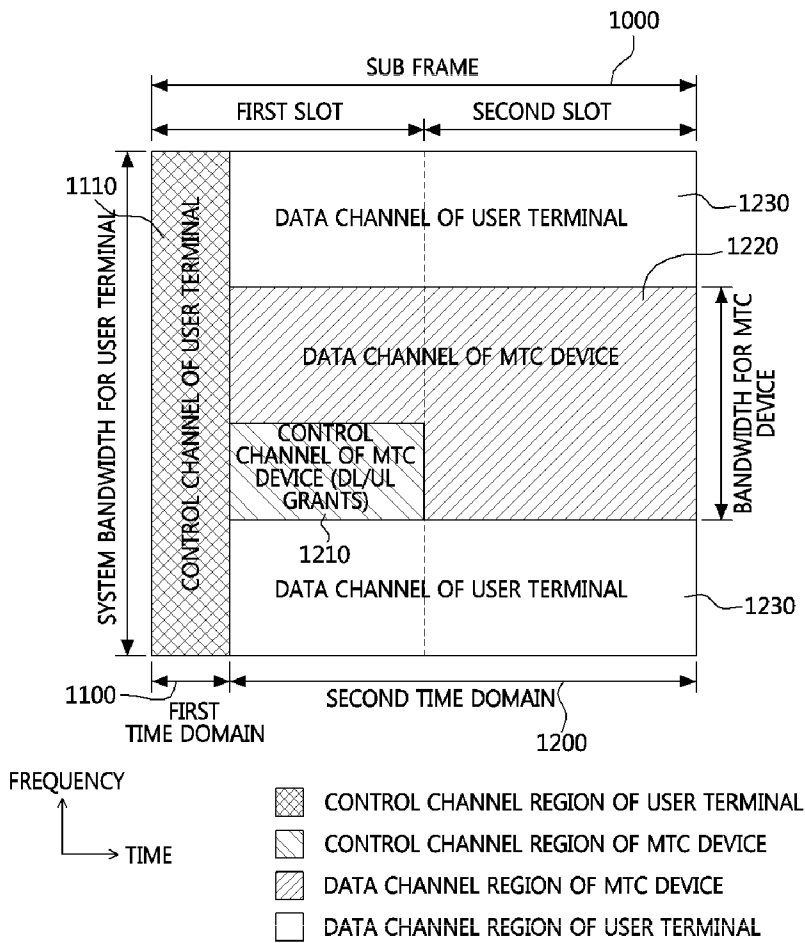 1000
SUB FRAME
FIRST SLOT
SECOND SLOT
1110
SYSTEM BANDWIDTH FOR USER TERMINAL
CONTROL CHANNEL OF USER TERMINAL
DATA CHANNEL OF USER TERMINAL
1230
1220
DATA CHANNEL OF MTC DEVICE
BANDWIDTH FOR MTC
DEVICE
CONTROL
CHANNEL OF MTC
DEVICE (DL/UL
GRANTS)
1210
DATA CHANNEL OF USER TERMINAL
1230
1100
FIRST
TIME DOMAIN
SECOND TIME DOMAIN
1200
FREQUENCY
TIME
CONTROL CHANNEL REGION OF USER TERMINAL
CONTROL CHANNEL REGION OF MTC DEVICE
DATA CHANNEL REGION OF MTC DEVICE
DATA CHANNEL REGION OF USER TERMINAL